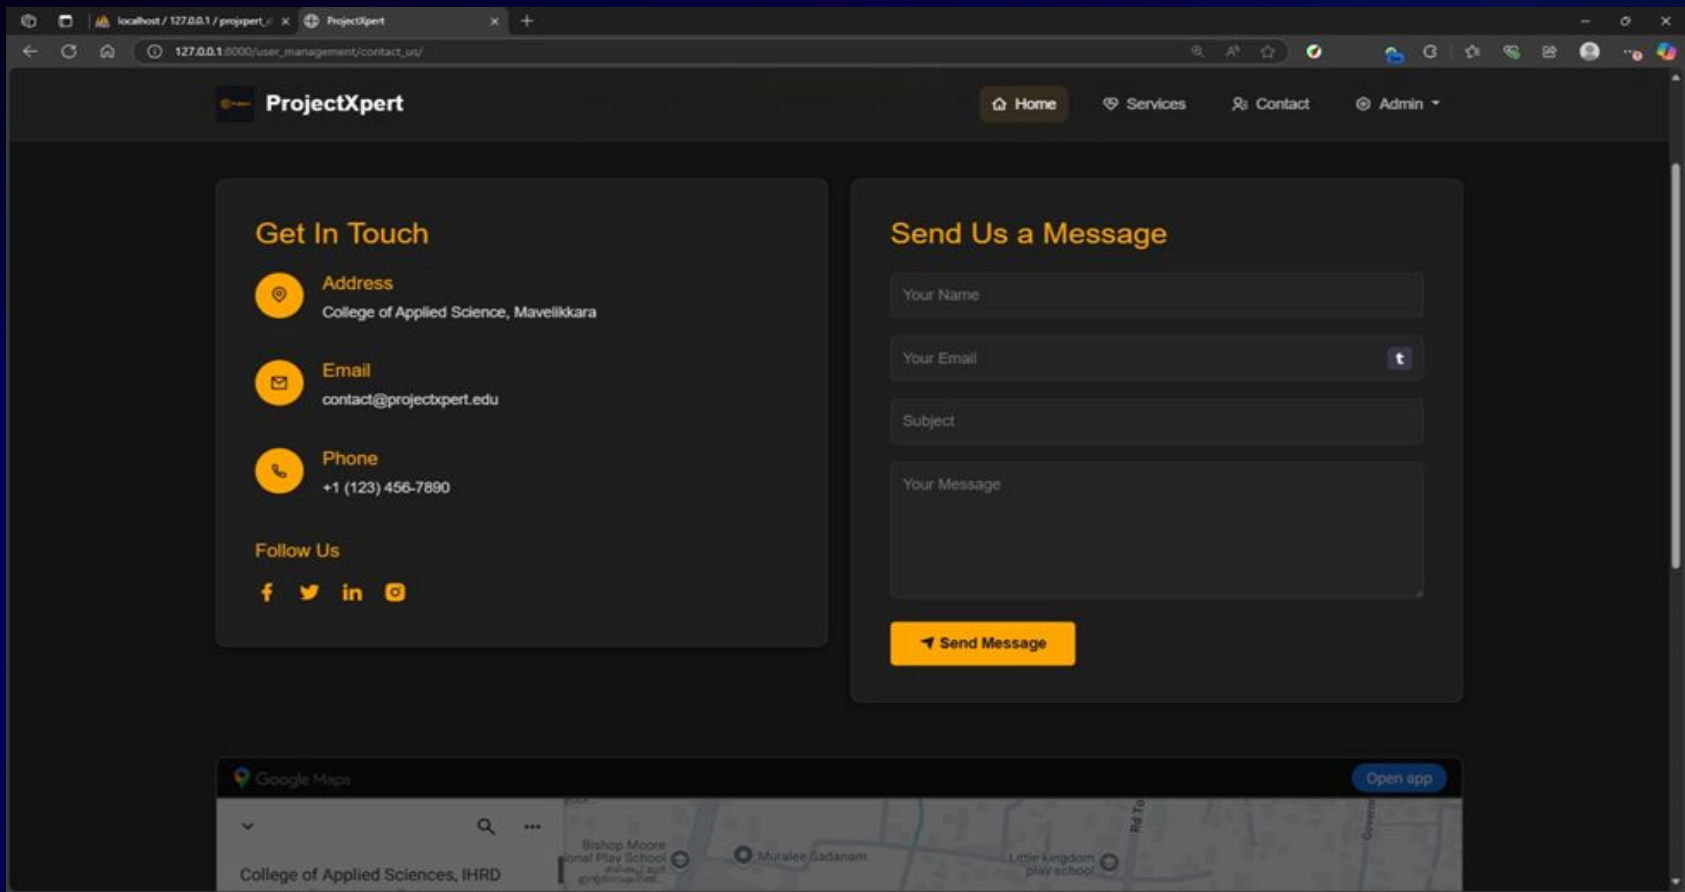 localhost / 127.0.0.1 / projxpert_
ProjectXpert
127.0.0.1:8000/user_management/contact_us/
ProjectXpert
Home
Services
Contact
Admin
Get In Touch
Address
College of Applied Science, Mavelikkara
Email
contact@projectxpert.edu
Phone
+1 (123) 456-7890
Follow Us
Send Us a Message
Your Name
Your Email
t
Subject
Your Message
Send Message
Google Maps
Open app
College of Applied Sciences, IHRD
Bishop Moore
Play School
Muralee Sadanam
Rd To
Little kingdom
play school